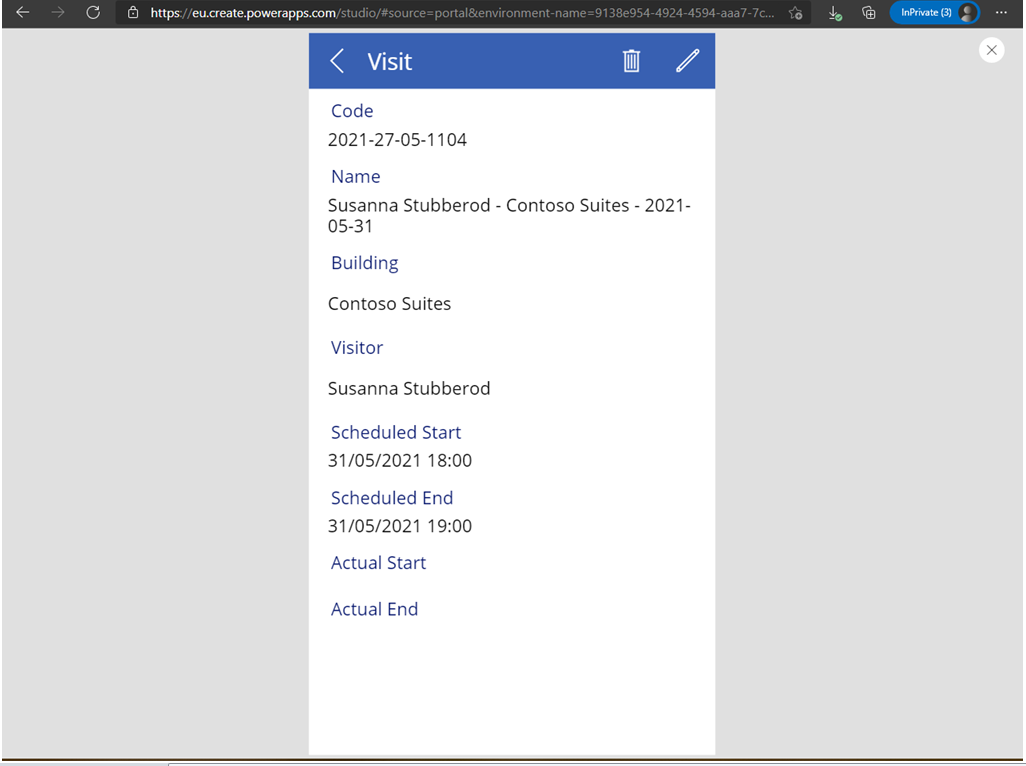 https://eu.create.powerapps.com/studio/#source=portal&environment-name=9138e954-4924-4594-aaa7-7c...
InPrivate (3)
Visit
Code
2021-27-05-1104
Name
Susanna Stubberod - Contoso Suites - 2021-
05-31
Building
Contoso Suites
Visitor
Susanna Stubberod
Scheduled Start
31/05/2021 18:00
Scheduled End
31/05/2021 19:00
Actual Start
Actual End